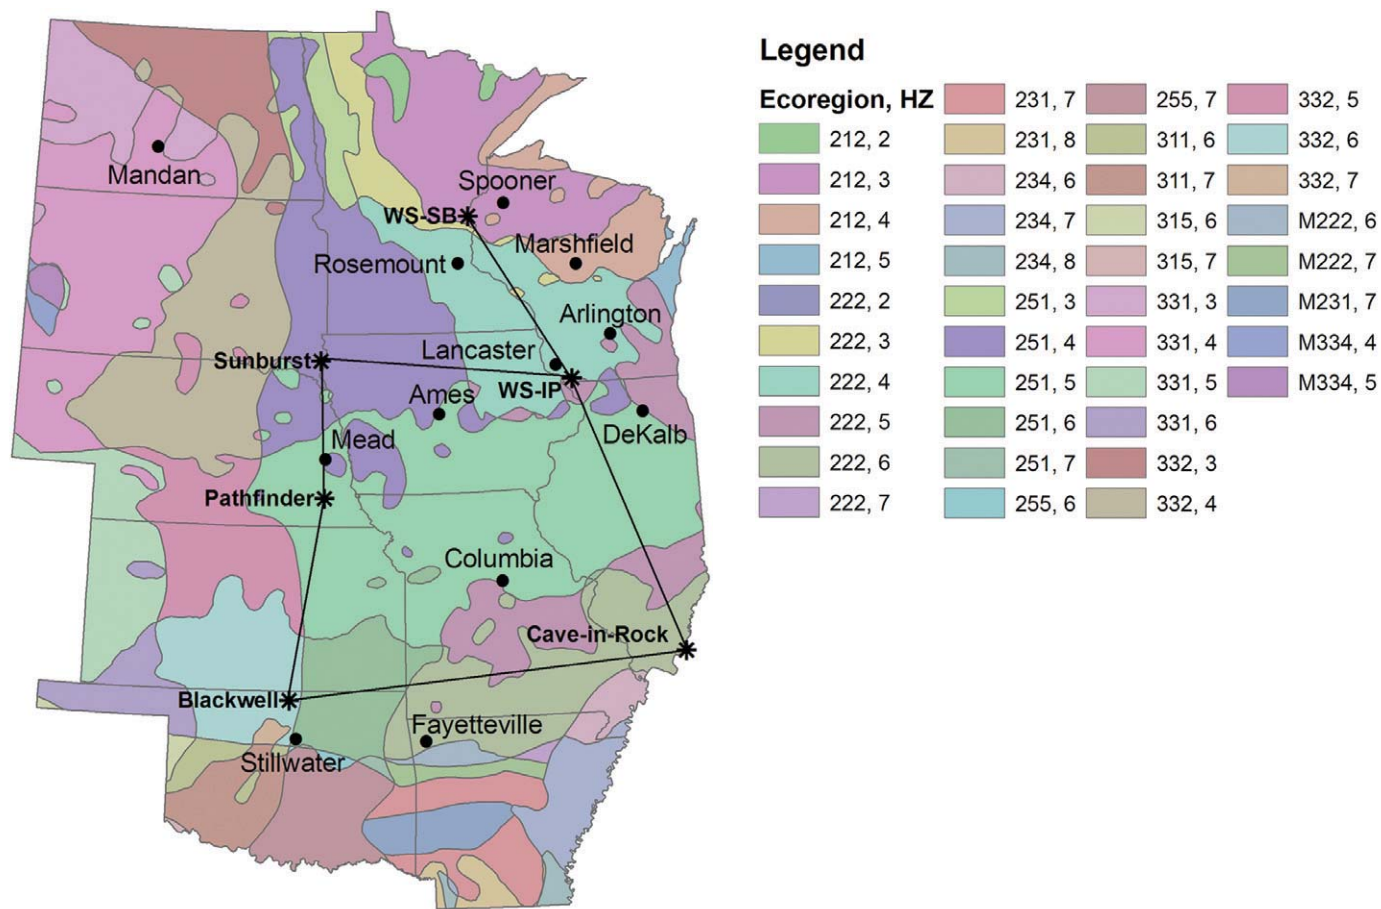 Mandan
Spooner
WS-SB
Marshfield
Rosemount
Arlington
Sunburst
Lancaster
WS-IP
Ames
DeKalb
Mead
Pathfinder
Columbia
Cave-in-Rock
Blackwell
Fayetteville
Stillwater
Legend
Ecoregion, HZ
212, 2
212, 3
212, 4
212, 5
222, 2
222, 3
222, 4
222, 5
222, 6
222, 7
231, 7
231, 8
234, 6
234, 7
234, 8
251, 3
251, 4
251, 5
251, 6
251, 7
255, 6
255, 7
311, 6
311, 7
315, 6
315, 7
331, 3
331, 4
331, 5
331, 6
332, 3
332, 4
332, 5
332, 6
332, 7
M222, 6
M222, 7
M231, 7
M334, 4
M334, 5